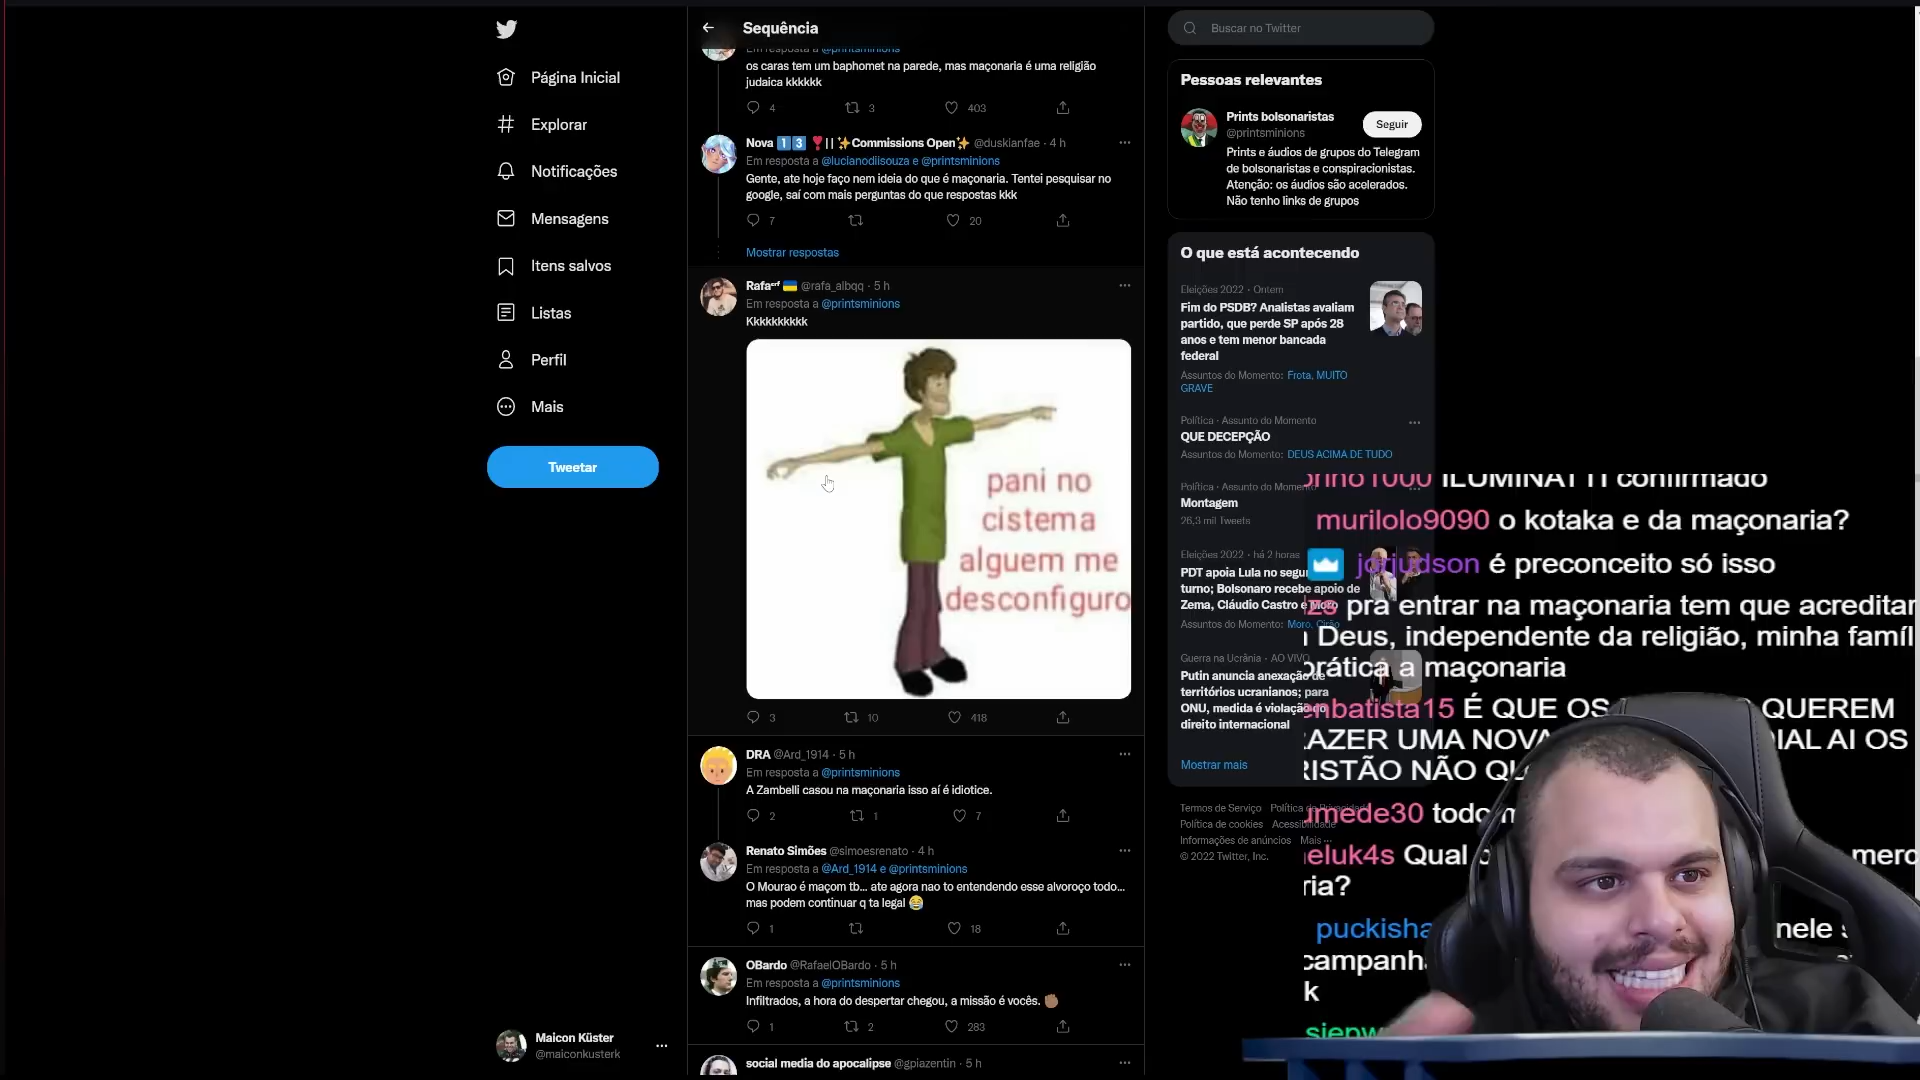 Página Inicial
Explorar
Notificações
Mensagens
Itens salvos
Listas
Perfil
Mais
Tweetar
Maicon Küster
@maiconkusterk
Sequência
Em resposta a @printsminions
os caras tem um baphomet na parede, mas maçonaria é uma religião
judaica kkkkkk
4 3 403
Nova 13 || Commissions Open @duskianfae · 4 h
Em resposta a @lucianodiisouza e @printsminions
Gente, ate hoje faço nem ideia do que é maçonaria. Tentei pesquisar no
google, saí com mais perguntas do que respostas kkk
7 20
Mostrar respostas
Rafa @rafa_albqq · 5 h
Em resposta a @printsminions
Kkkkkkkkkk
pani no
cistema
alguem me
desconfiguro
3 10 418
DRA @Ard_1914 · 5 h
Em resposta a @printsminions
A Zambelli casou na maçonaria isso aí é idiotice.
2 1 7
Renato Simões @simoesrenato · 4 h
Em resposta a @Ard_1914 e @printsminions
O Mourao é maçom tb... ate agora nao to entendendo esse alvoroço todo...
mas podem continuar q ta legal 😂
1 18
OBardo @RafaelOBardo · 5 h
Em resposta a @printsminions
Infiltrados, a hora do despertar chegou, a missão é vocês.
1 2 283
social media do apocalipse @gpiazentin · 5 h
Buscar no Twitter
Pessoas relevantes
Prints bolsonaristas
@printsminions
Seguir
Prints e áudios de grupos do Telegram
de bolsonaristas e conspiracionistas.
Atenção: os áudios são acelerados.
Não tenho links de grupos
O que está acontecendo
Eleições 2022 · Ontem
Fim do PSDB? Analistas avaliam
partido, que perde SP após 28
anos e tem menor bancada
federal
Assuntos do Momento: Frota, MUITO
GRAVE
Política · Assunto do Momento
QUE DECEPÇÃO
Assuntos do Momento: DEUS ACIMA DE TUDO
Política · Assunto do Momento
Montagem
26,3 mil Tweets
Eleições 2022 · há 2 horas
PDT apoia Lula no segu
turno; Bolsonaro recebe apoio de
Zema, Cláudio Castro e Moro
Assuntos do Momento: Moro, Cirão
Guerra na Ucrânia · AO VIVO
Putin anuncia anexação de
territórios ucranianos; para
ONU, medida é violação do
direito internacional
Mostrar mais
Termos de Serviço Política de Privacidade
Política de cookies Acessibilidade
Informações de anúncios Mais ···
© 2022 Twitter, Inc.
1000 ILUMINATTI confirmado
murilolo9090 o kotaka e da maçonaria?
jorjudson é preconceito só isso
pra entrar na maçonaria tem que acreditar
Deus, independente da religião, minha famíl
prática a maçonaria
nbatista15 É QUE OS QUEREM
AZER UMA NOVA DIAL AI OS
RISTÃO NÃO
mede30
eluk4s Qual merc
ria?
puckisha nele
campanh
k
siepw